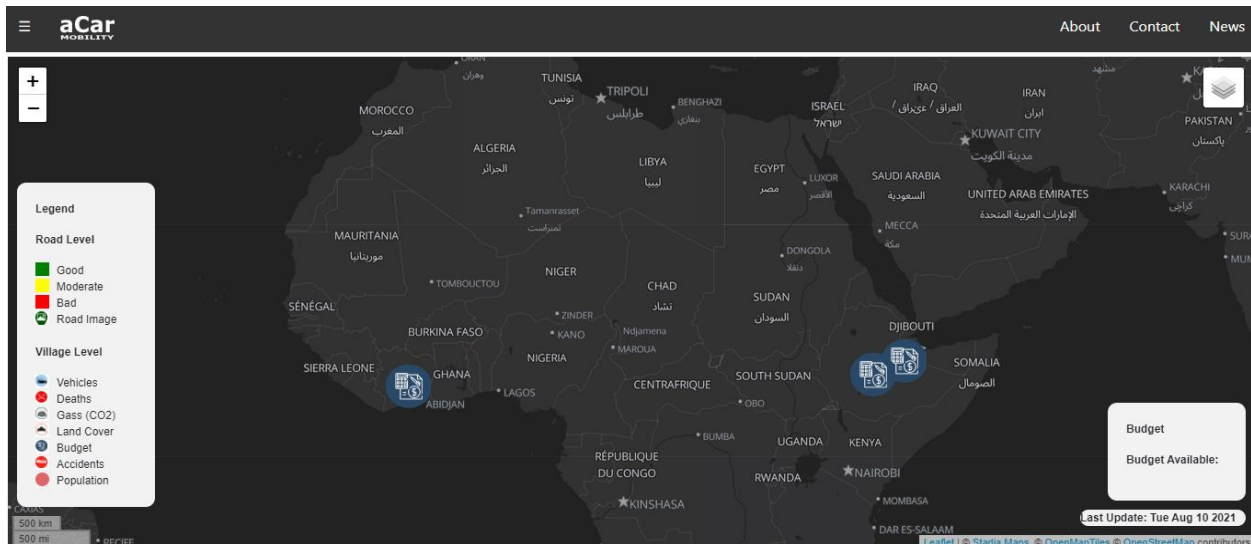 ☰ aCar
MOBILITY
About Contact News
+
−
ORAN
وهران
TUNISIA
تونس
TRIPOLI
طرابلس
BENGHAZI
بنغازي
MOROCCO
المغرب
ALGERIA
الجزائر
LIBYA
ليبيا
EGYPT
مصر
LUXOR
الأقصر
ISRAEL
ישראל
IRAQ
IRAN
ایران
KUWAIT CITY
مدينة الكويت
مشهد
PAKISTAN
پاکستان
KARACHI
کراچی
SAUDI ARABIA
السعودية
UNITED ARAB EMIRATES
الإمارات العربية المتحدة
MECCA
مكة
Tamanrasset
تمنراست
MAURITANIA
موريتانيا
TOMBOUCTOU
NIGER
CHAD
تشاد
DONGOLA
دنقلا
SUDAN
السودان
SÉNÉGAL
BURKINA FASO
ZINDER
KANO
Ndjamena
MAROUA
NIGERIA
DJIBOUTI
SOMALIA
الصومال
SIERRA LEONE
GHANA
ABIDJAN
LAGOS
CENTRAFRIQUE
SOUTH SUDAN
OBO
BUMBA
UGANDA
KENYA
RÉPUBLIQUE
DU CONGO
RWANDA
NAIROBI
KINSHASA
MOMBASA
DAR ES-SALAAM
CAXIAS
RECIFE
Legend
Road Level
Good
Moderate
Bad
Road Image
Village Level
Vehicles
Deaths
Gass (CO2)
Land Cover
Budget
Accidents
Population
500 km
500 mi
Budget
Budget Available:
Last Update: Tue Aug 10 2021
Leaflet | © Stadia Maps, © OpenMapTiles © OpenStreetMap contributors